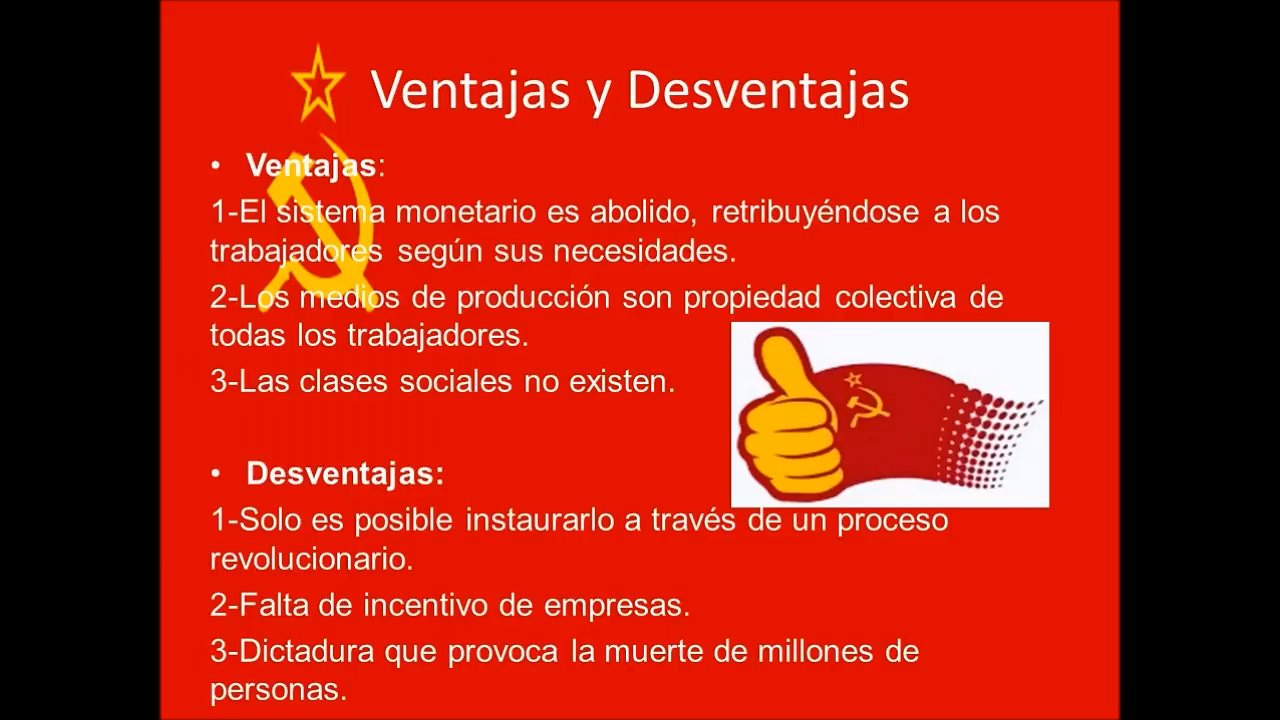 Ventajas y Desventajas
• Ventajas:
1-El sistema monetario es abolido, retribuyéndose a los
trabajadores según sus necesidades.
2-Los medios de producción son propiedad colectiva de
todas los trabajadores.
3-Las clases sociales no existen.
• Desventajas:
1-Solo es posible instaurarlo a través de un proceso
revolucionario.
2-Falta de incentivo de empresas.
3-Dictadura que provoca la muerte de millones de
personas.